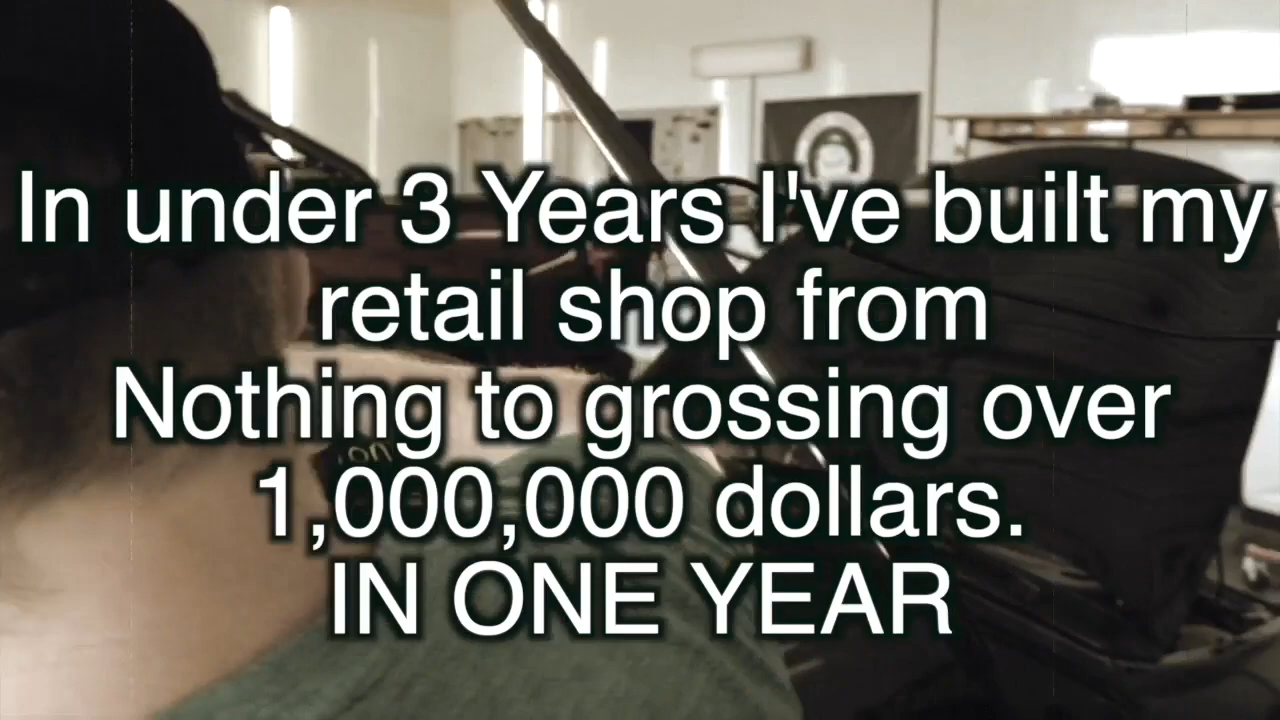 In under 3 Years I've built my
retail shop from
Nothing to grossing over
1,000,000 dollars.
IN ONE YEAR